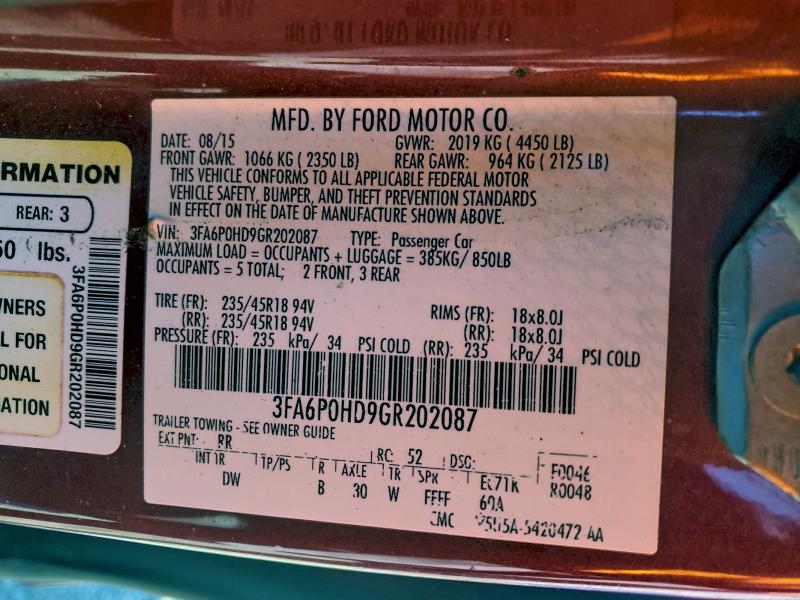 MFD. BY FORD MOTOR CO.
DATE: 08/15 GVWR: 2019 KG ( 4450 LB)
FRONT GAWR: 1066 KG ( 2350 LB) REAR GAWR: 964 KG ( 2125 LB)
THIS VEHICLE CONFORMS TO ALL APPLICABLE FEDERAL MOTOR
VEHICLE SAFETY, BUMPER, AND THEFT PREVENTION STANDARDS
IN EFFECT ON THE DATE OF MANUFACTURE SHOWN ABOVE.
VIN: 3FA6P0HD9GR202087 TYPE: Passenger Car
MAXIMUM LOAD = OCCUPANTS + LUGGAGE = 385KG/ 850LB
OCCUPANTS = 5 TOTAL; 2 FRONT, 3 REAR
TIRE (FR): 235/45R18 94V RIMS (FR): 18x8.0J
(RR): 235/45R18 94V (RR): 18x8.0J
PRESSURE (FR): 235 kPa/ 34 PSI COLD (RR): 235 kPa/ 34 PSI COLD
3FA6P0HD9GR202087
TRAILER TOWING - SEE OWNER GUIDE
EXT PNT: RR RC: 52 DSO:
INT TR TP/PS R AXLE TR SPR
DW B 30 W FFFF
R0048
RMATION
REAR: 3
50 lbs.
3FA6P0HD9GR202087
WNERS
L FOR
ONAL
ATION